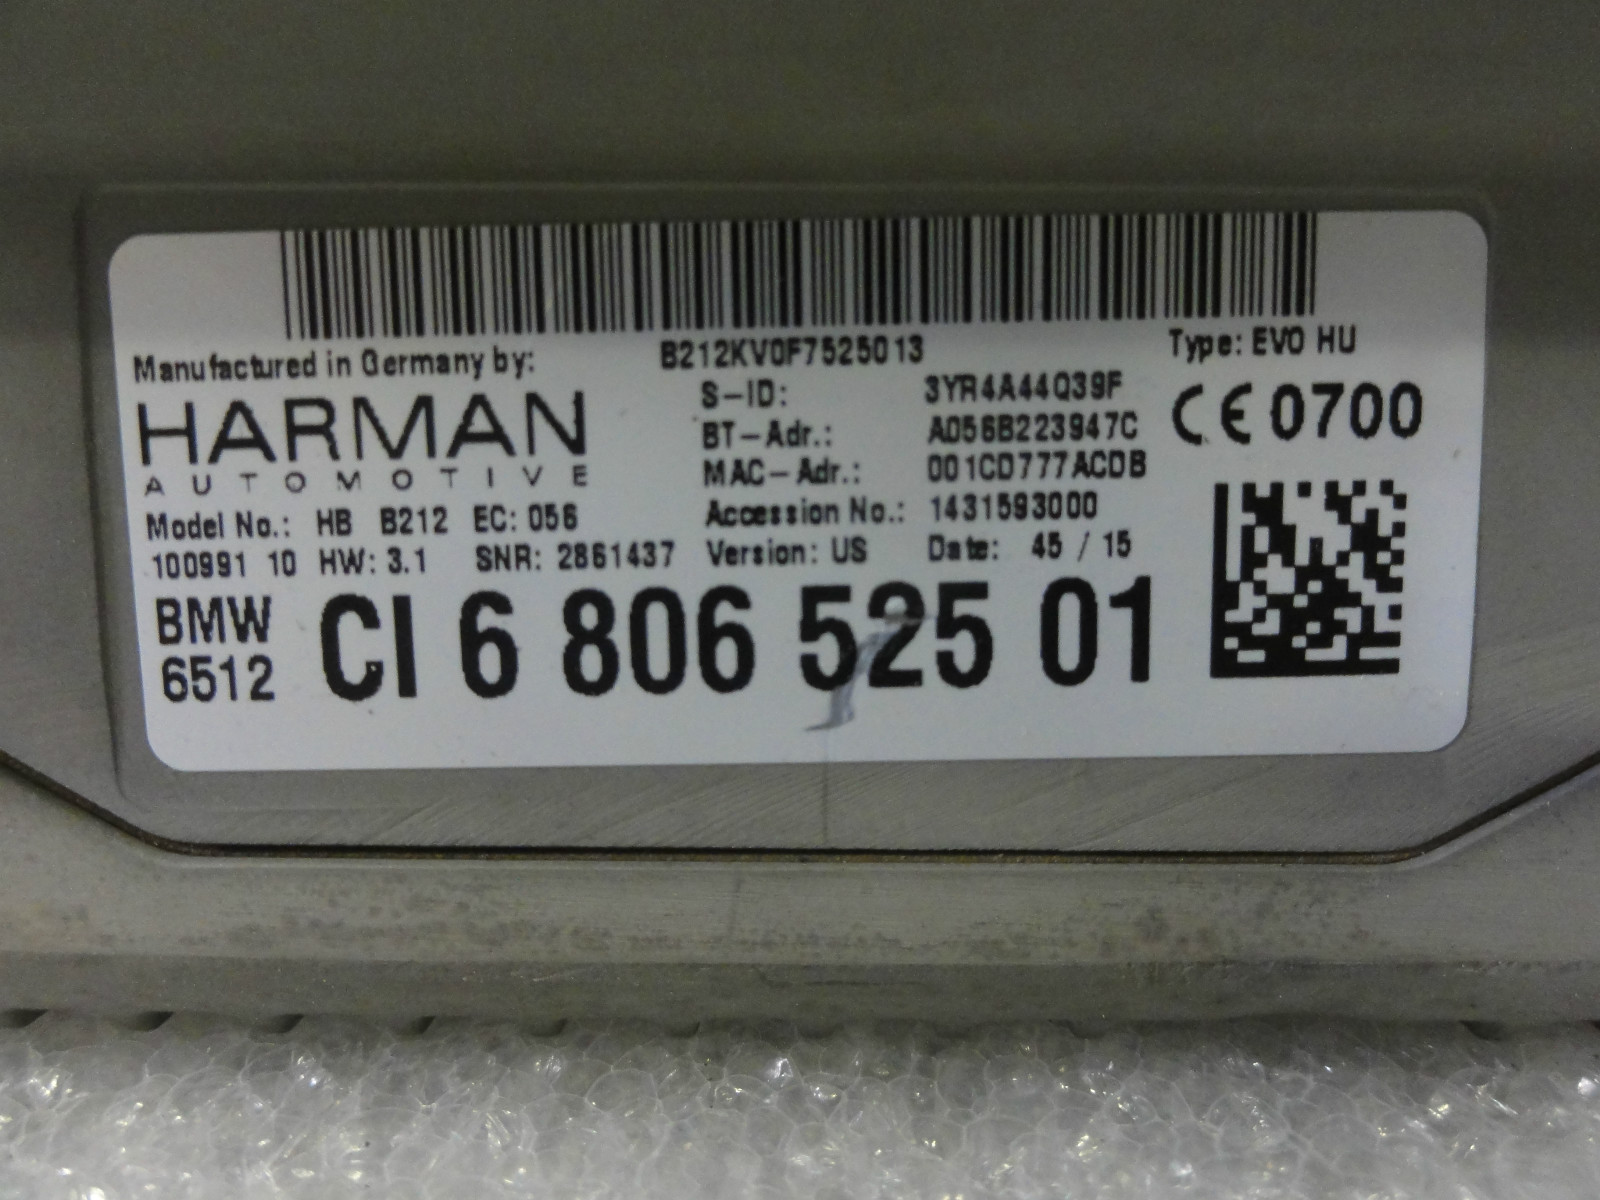 Manufactured in Germany by:
B212KV0F7525013
Type: EVO HU
HARMAN
AUTOMOTIVE
S-ID: 3YR4A44Q39F
BT-Adr.: A056B223947C
MAC-Adr.: 001CD777ACDB
CE 0700
Model No.: HB B212 EC: 056
Accession No.: 1431593000
100991 10 HW: 3.1 SNR: 2861437
Version: US Date: 45 / 15
BMW
6512
CI 6 806 525 01